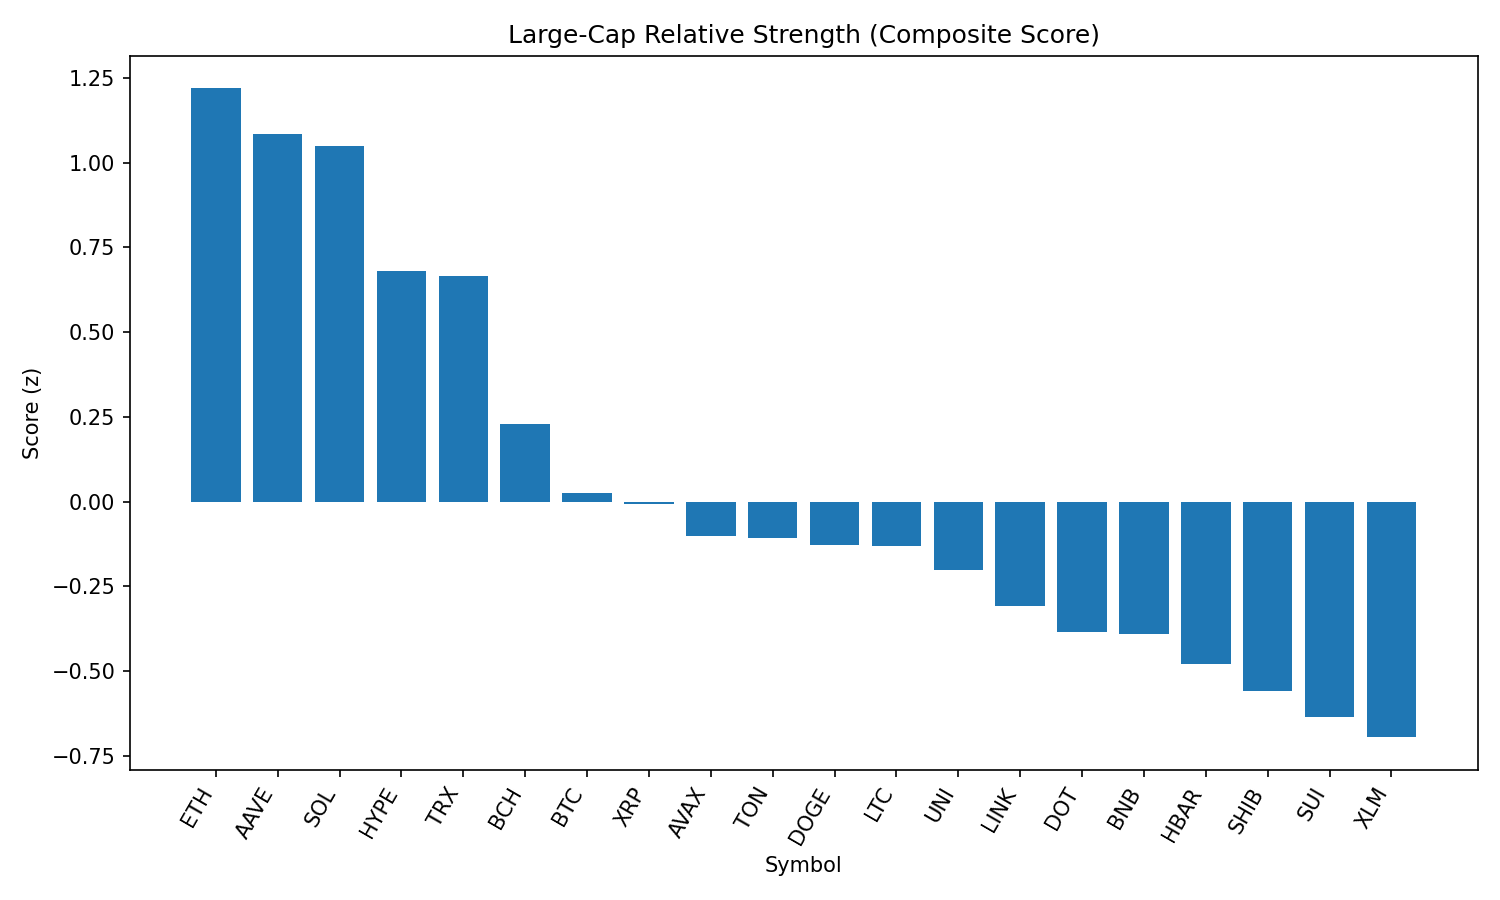 Large-Cap Relative Strength (Composite Score)
1.25
1.00
0.75
0.50
0.25
0.00
−0.25
−0.50
−0.75
Score (z)
ETH
AAVE
SOL
HYPE
TRX
BCH
BTC
XRP
AVAX
TON
DOGE
LTC
UNI
LINK
DOT
BNB
HBAR
SHIB
SUI
XLM
Symbol